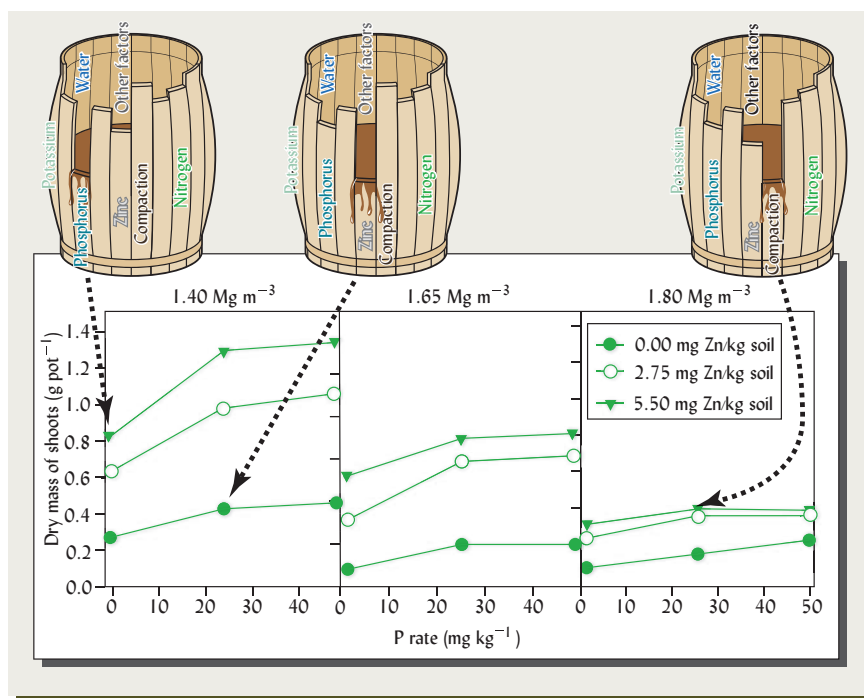 Potassium
Phosphorus
Water
Zinc
Other factors
Compaction
Nitrogen
Potassium
Phosphorus
Water
Zinc
Other factors
Compaction
Nitrogen
Potassium
Phosphorus
Water
Zinc
Other factors
Compaction
Nitrogen
1.40 Mg m⁻³
1.65 Mg m⁻³
1.80 Mg m⁻³
Dry mass of shoots (g pot⁻¹)
1.4
1.2
1.0
0.8
0.6
0.4
0.2
0.0
0.00 mg Zn/kg soil
2.75 mg Zn/kg soil
5.50 mg Zn/kg soil
0 10 20 30 40 0 10 20 30 40 0 10 20 30 40 50
P rate (mg kg⁻¹)